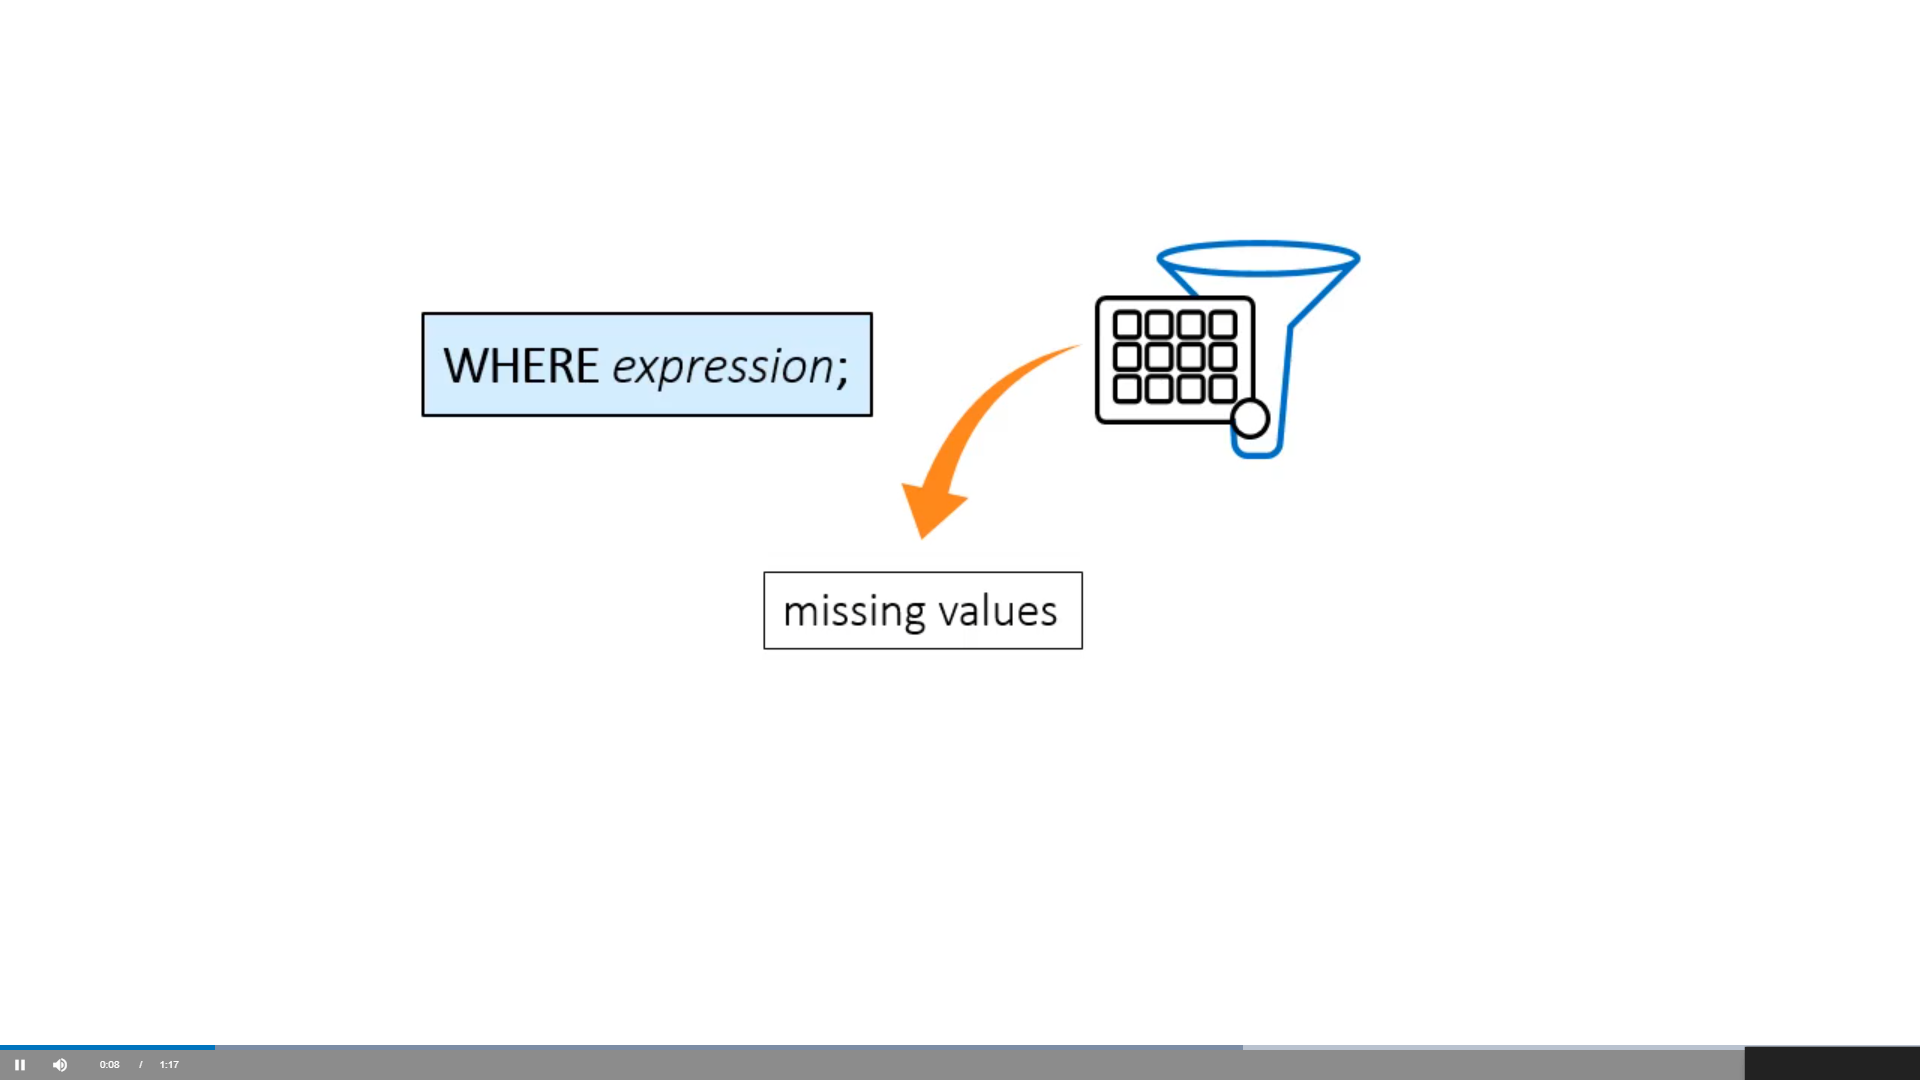 WHERE expression;
missing values
0:08 / 1:17